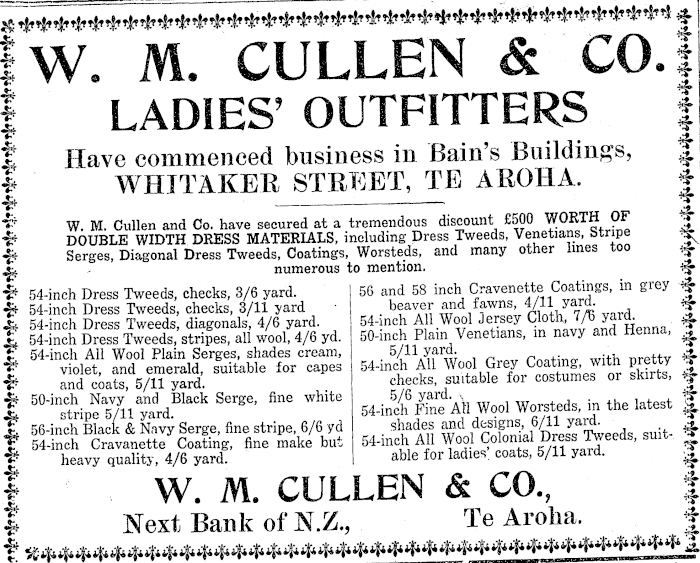 W. M. CULLEN & CO.
LADIES' OUTFITTERS
Have commenced business in Bain's Buildings,
WHITAKER STREET, TE AROHA.
W. M. Cullen and Co. have secured at a tremendous discount £500 WORTH OF
DOUBLE WIDTH DRESS MATERIALS, including Dress Tweeds, Venetians, Stripe
Serges, Diagonal Dress Tweeds, Coatings, Worsteds, and many other lines too
numerous to mention.
54-inch Dress Tweeds, checks, 3/6 yard.
54-inch Dress Tweeds, checks, 3/11 yard
54-inch Dress Tweeds, diagonals, 4/6 yard.
54-inch Dress Tweeds, stripes, all wool, 4/6 yd.
54-inch All Wool Plain Serges, shades cream,
violet, and emerald, suitable for capes
and coats, 5/11 yard.
50-inch Navy and Black Serge, fine white
stripe 5/11 yard.
56-inch Black & Navy Serge, fine stripe, 6/6 yd
54-inch Cravanette Coating, fine make but
heavy quality, 4/6 yard.
56 and 58 inch Cravenette Coatings, in grey
beaver and fawns, 4/11 yard.
54-inch All Wool Jersey Cloth, 7/6 yard.
50-inch Plain Venetians, in navy and Henna,
5/11 yard.
54-inch All Wool Grey Coating, with pretty
checks, suitable for costumes or skirts,
5/6 yard.
54-inch Fine All Wool Worsteds, in the latest
shades and designs, 6/11 yard.
54-inch All Wool Colonial Dress Tweeds, suit-
able for ladies' coats, 5/11 yard.
W. M. CULLEN & CO.,
Next Bank of N.Z., Te Aroha.